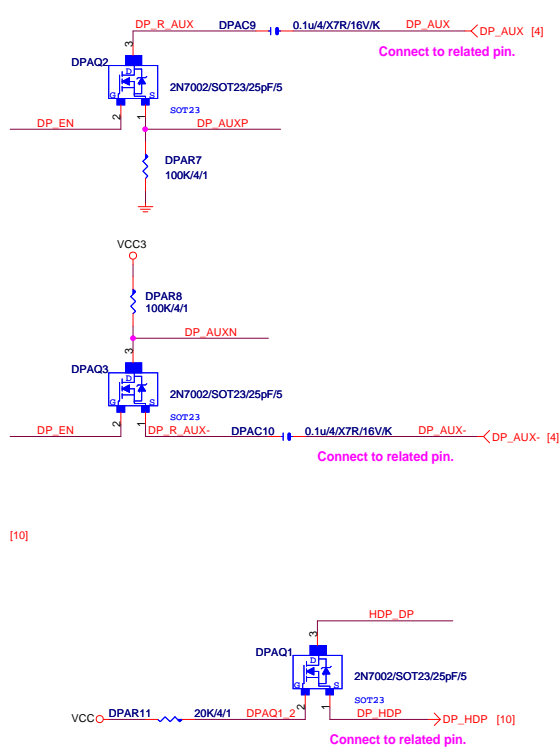 DP_R_AUX DPAC9 0.1u/4/X7R/16V/K DP_AUX DP_AUX [4]
Connect to related pin.
3
DPAQ2
D
2N7002/SOT23/25pF/5
G S
SOT23
2 1
DP_EN DP_AUXP
DPAR7
100K/4/1
VCC3
DPAR8
100K/4/1
DP_AUXN
3
DPAQ3
D
2N7002/SOT23/25pF/5
G S
SOT23
2 1
DP_EN DP_R_AUX- DPAC10 0.1u/4/X7R/16V/K DP_AUX- DP_AUX- [4]
Connect to related pin.
[10]
HDP_DP
3
DPAQ1
D
2N7002/SOT23/25pF/5
G S
SOT23
2 1
VCC DPAR11 20K/4/1 DPAQ1_2 DP_HDP DP_HDP [10]
Connect to related pin.